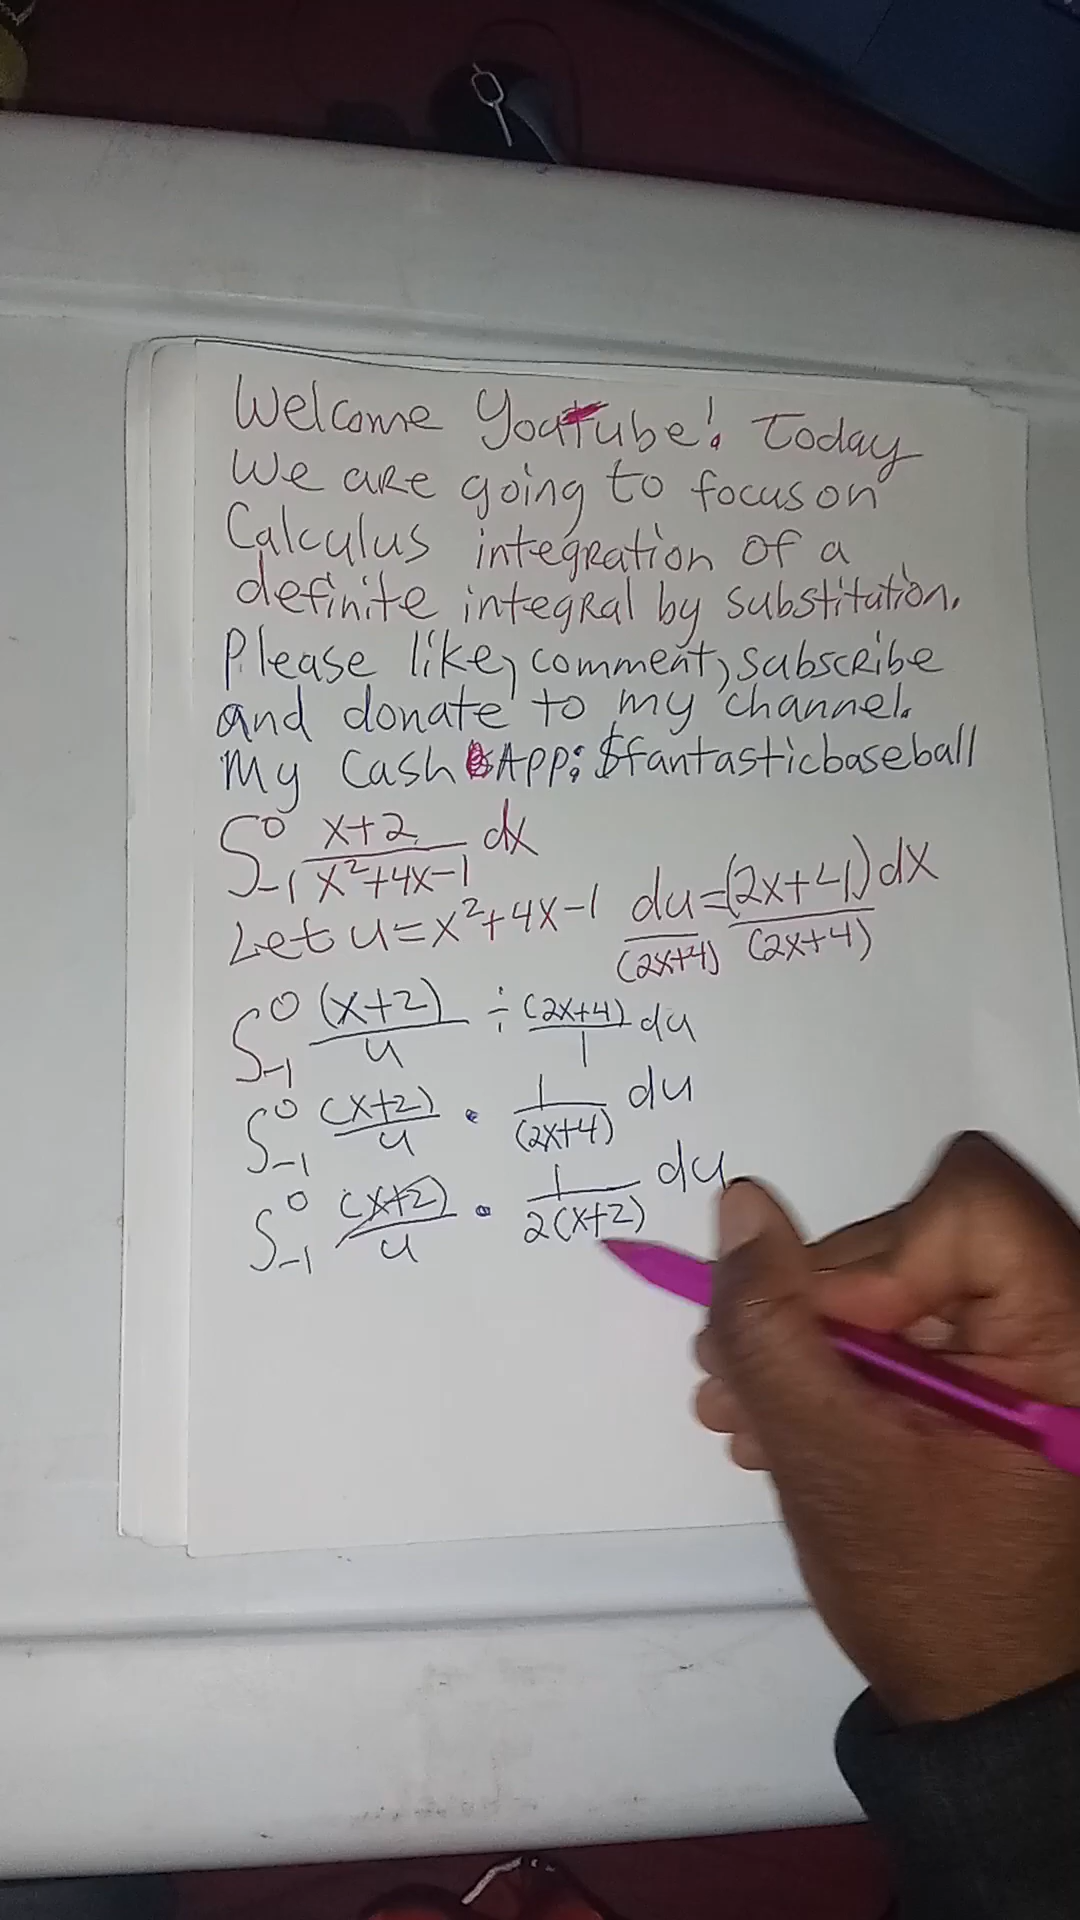 Welcome YouTube! Today
we are going to focus on
Calculus integration of a
definite integral by substitution.
Please like, comment, subscribe
and donate to my channel.
My Cash App: $fantasticbaseball
∫₋₁⁰ (x+2)/(x²+4x-1) dx
Let u=x²+4x-1 du/(2x+4)=(2x+4)dx/(2x+4)
∫₋₁⁰ (x+2)/u ÷ (2x+4)/1 du
∫₋₁⁰ (x+2)/u · 1/(2x+4) du
∫₋₁⁰ (x+2)/u · 1/2(x+2) du